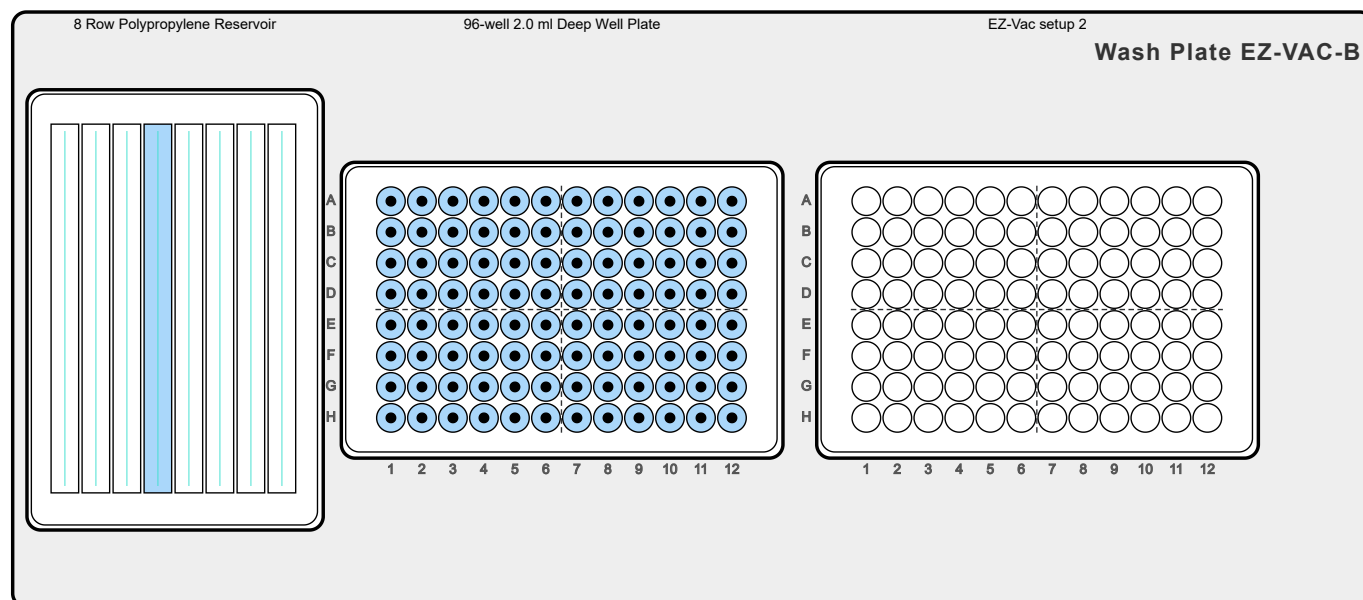 8 Row Polypropylene Reservoir 96-well 2.0 ml Deep Well Plate EZ-Vac setup 2
Wash Plate EZ-VAC-B
A A
B B
C C
D D
E E
F F
G G
H H
1 2 3 4 5 6 7 8 9 10 11 12 1 2 3 4 5 6 7 8 9 10 11 12